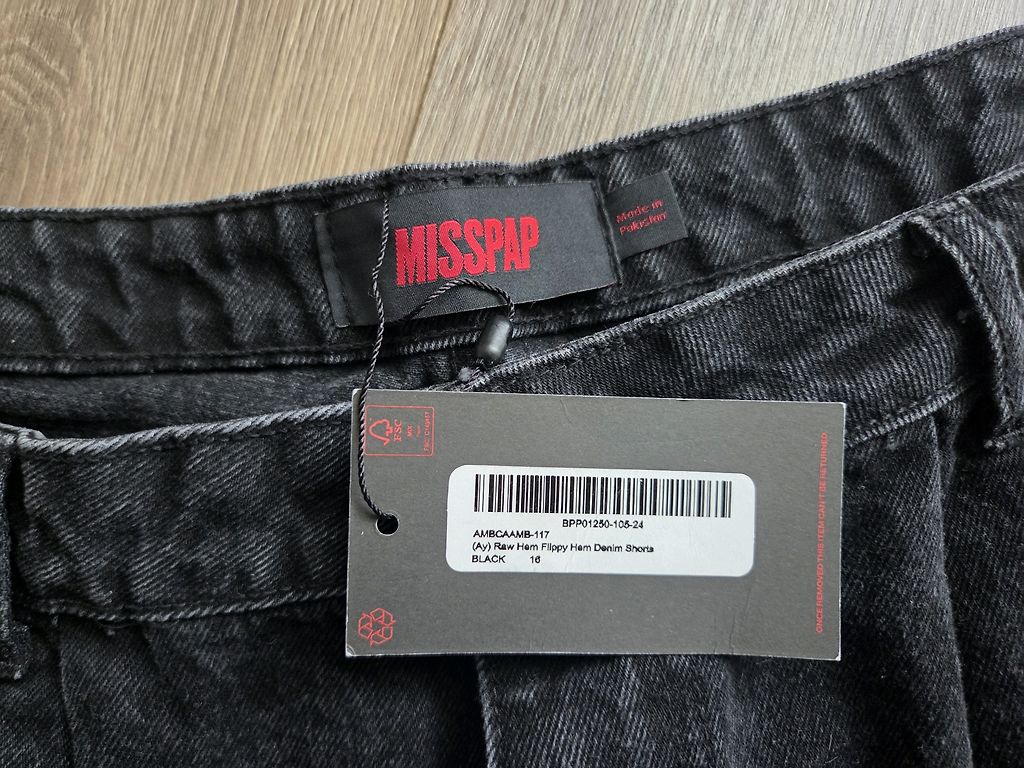 MISSPAP
Made in
Pakistan
FSC
MIX
BPP01250-105-24
AMBCAAMB-117
(Ay) Raw Hem Flippy Hem Denim Shorts
BLACK 16
ONCE REMOVED THIS ITEM CAN'T BE RETURNED